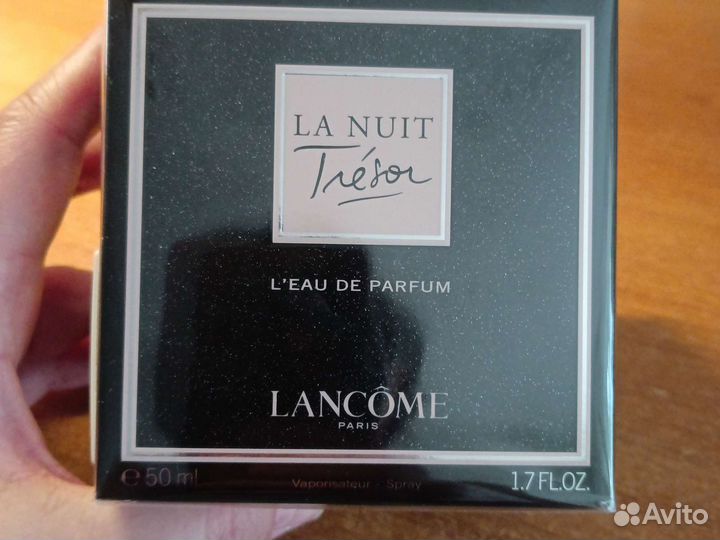 LA NUIT
Trésor
L'EAU DE PARFUM
LANCÔME
PARIS
e 50 mL
Vaporisateur - Spray
1.7 FL.OZ.
Avito